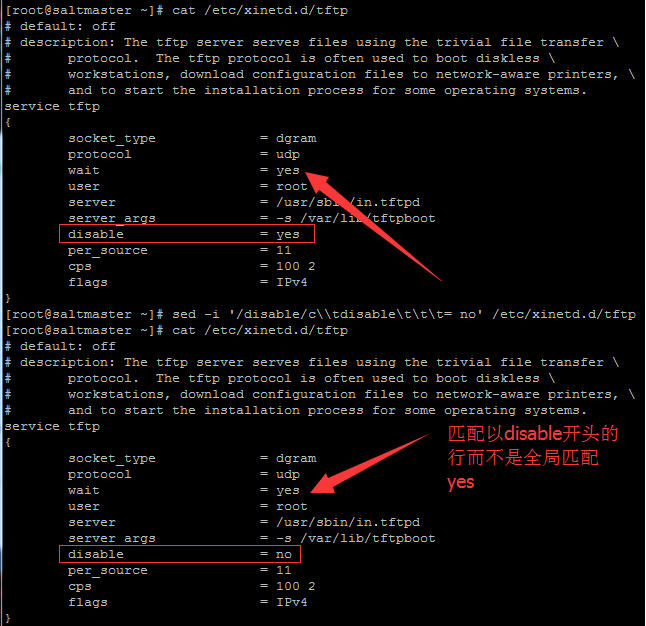 [root@saltmaster ~]# cat /etc/xinetd.d/tftp
# default: off
# description: The tftp server serves files using the trivial file transfer \
#       protocol.  The tftp protocol is often used to boot diskless \
#       workstations, download configuration files to network-aware printers, \
#       and to start the installation process for some operating systems.
service tftp
{
        socket_type             = dgram
        protocol                = udp
        wait                    = yes
        user                    = root
        server                  = /usr/sbin/in.tftpd
        server_args             = -s /var/lib/tftpboot
        disable                 = yes
        per_source              = 11
        cps                     = 100 2
        flags                   = IPv4
}
[root@saltmaster ~]# sed -i '/disable/c\\tdisable\t\t\t= no' /etc/xinetd.d/tftp
[root@saltmaster ~]# cat /etc/xinetd.d/tftp
# default: off
# description: The tftp server serves files using the trivial file transfer \
#       protocol.  The tftp protocol is often used to boot diskless \
#       workstations, download configuration files to network-aware printers, \
#       and to start the installation process for some operating systems.
service tftp
{
        socket_type             = dgram
        protocol                = udp
        wait                    = yes
        user                    = root
        server                  = /usr/sbin/in.tftpd
        server_args             = -s /var/lib/tftpboot
        disable                 = no
        per_source              = 11
        cps                     = 100 2
        flags                   = IPv4
}
匹配以disable开头的
行而不是全局匹配
yes